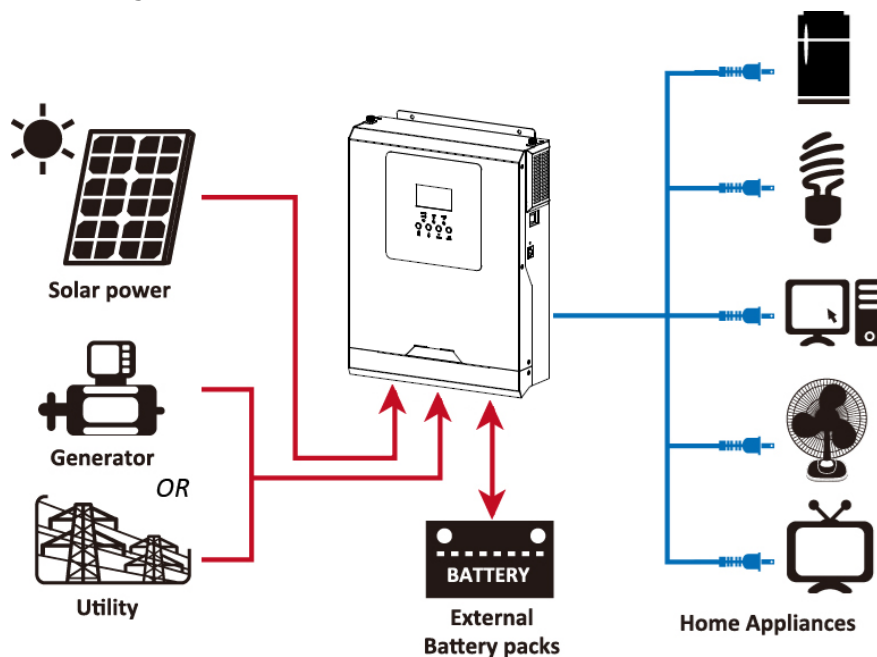 Solar power
Generator
OR
Utility
BATTERY
External
Battery packs
Home Appliances